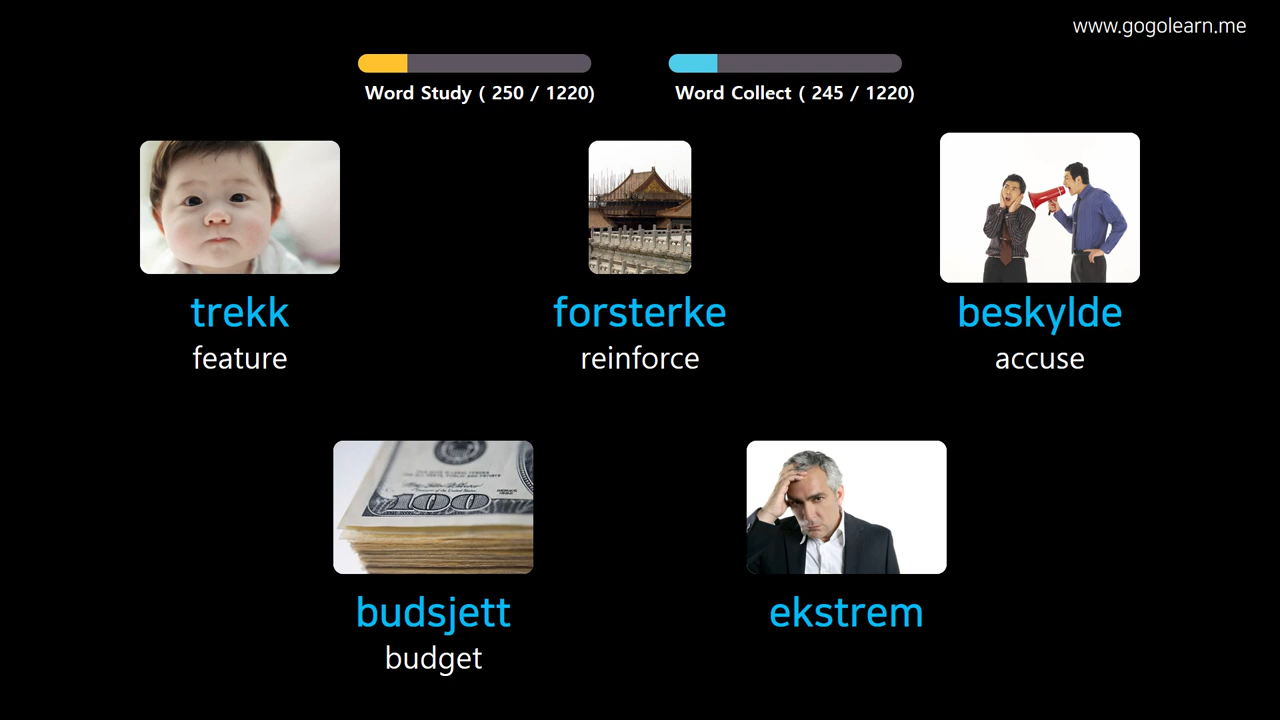 www.gogolearn.me
Word Study ( 250 / 1220)
Word Collect ( 245 / 1220)
trekk
feature
forsterke
reinforce
beskylde
accuse
100
budsjett
budget
ekstrem